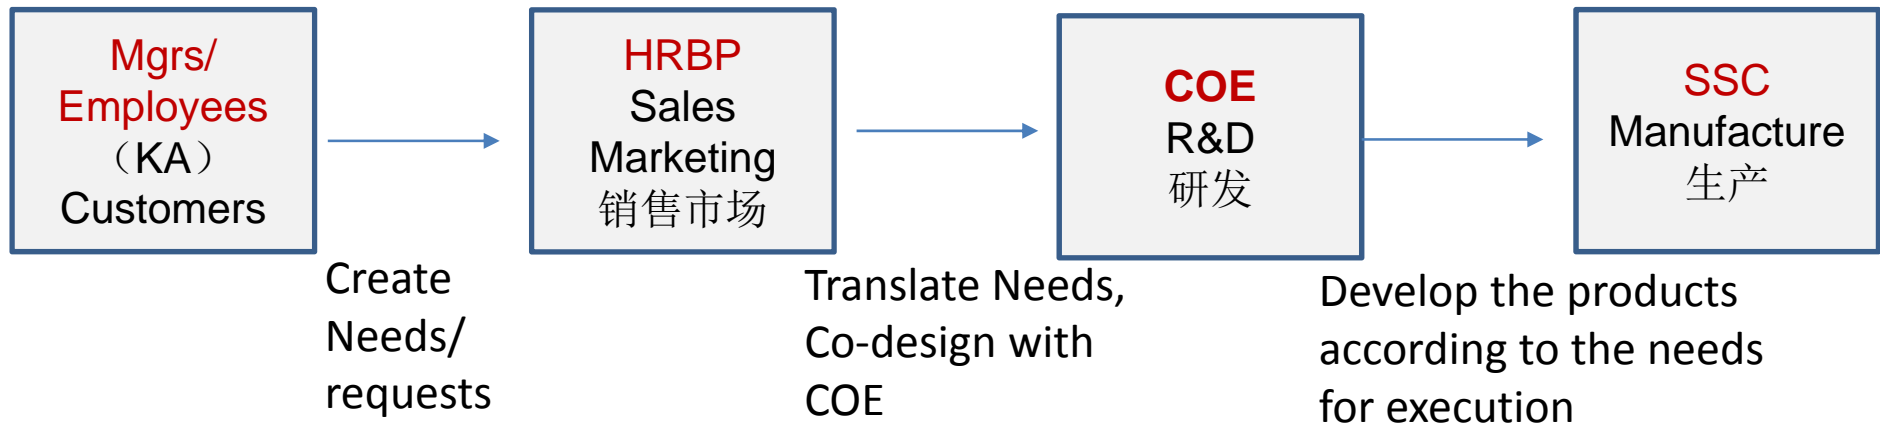 Mgrs/
Employees
（KA）
Customers
HRBP
Sales
Marketing
销售市场
COE
R&D
研发
SSC
Manufacture
生产
Create
Needs/
requests
Translate Needs,
Co-design with
COE
Develop the products
according to the needs
for execution